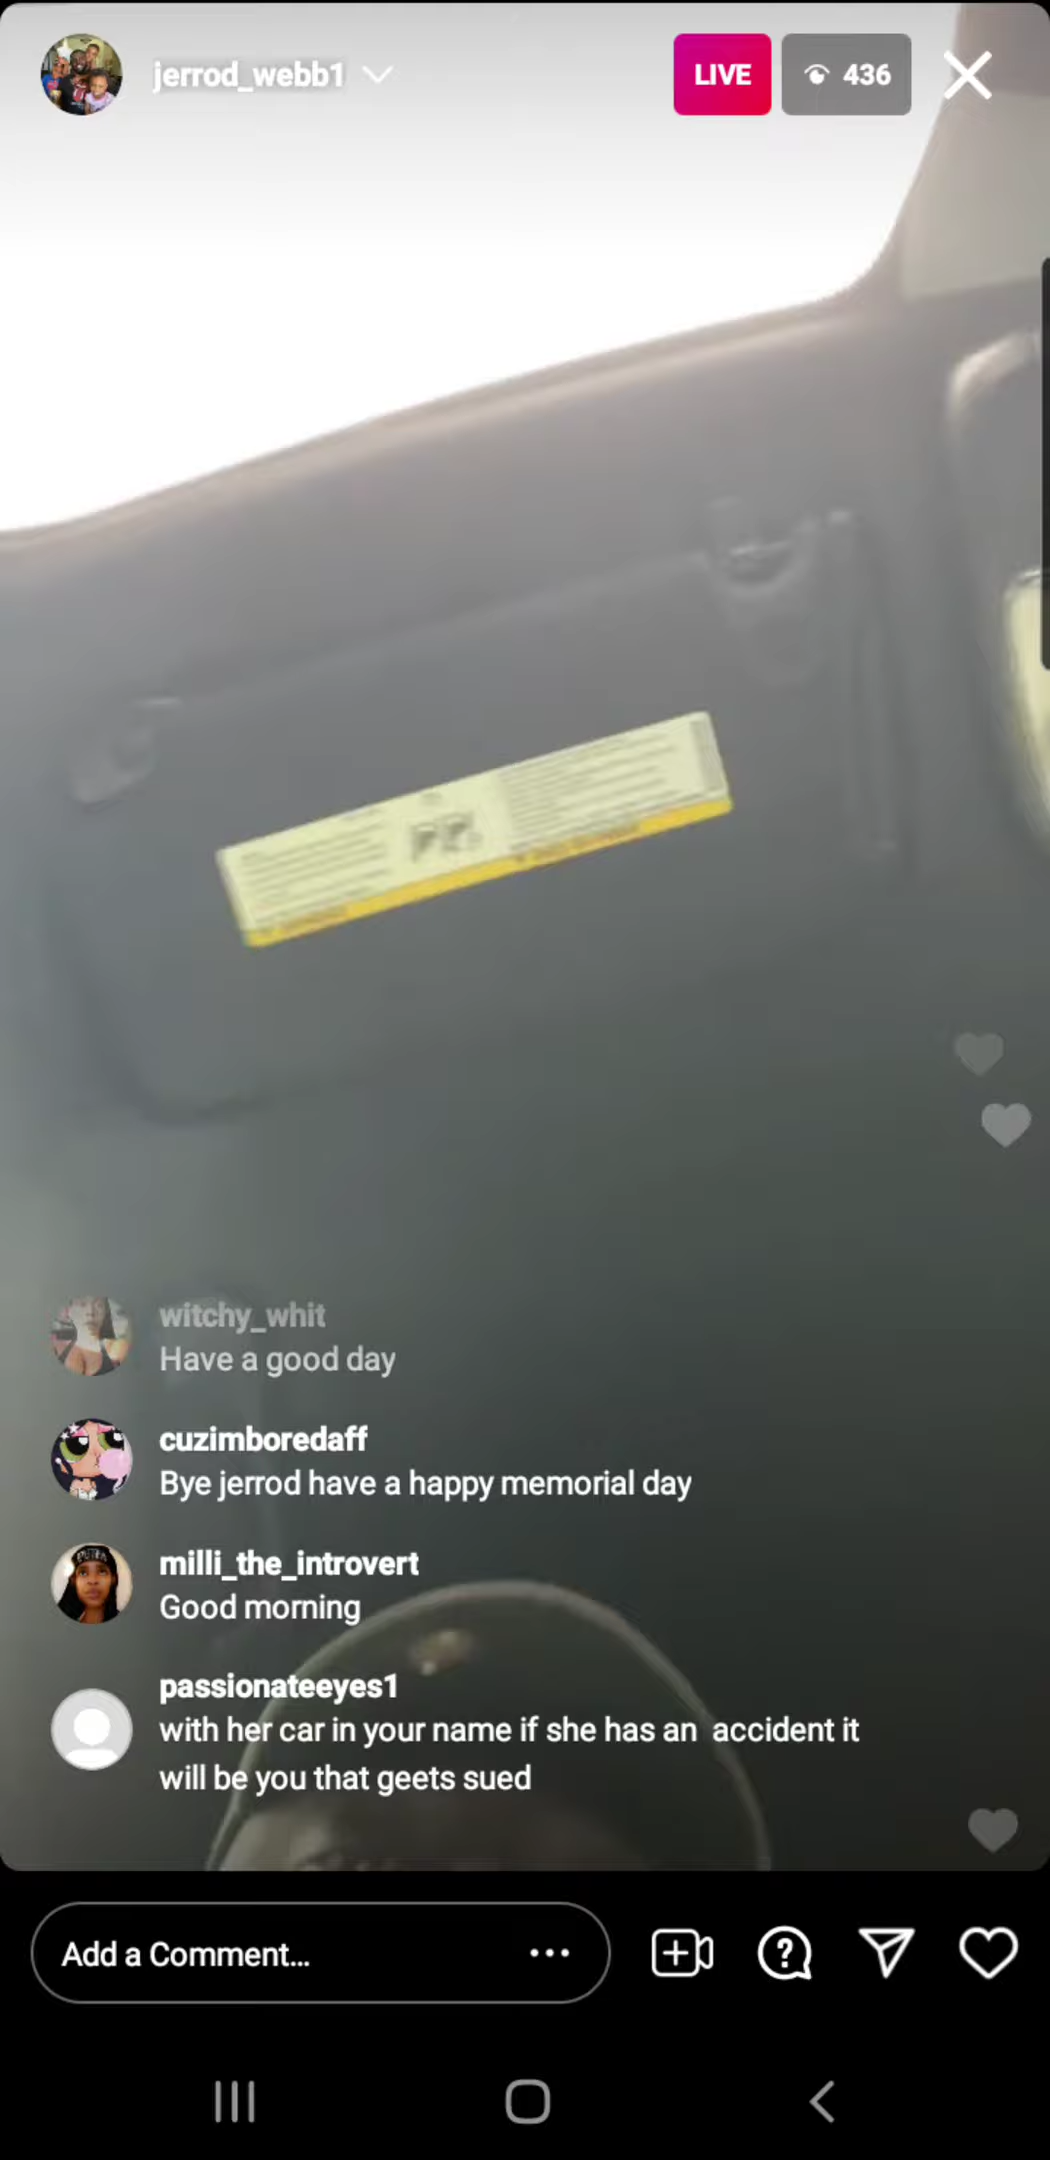 jerrod_webb1
LIVE
436
witchy_whit
Have a good day
cuzimboredaff
Bye jerrod have a happy memorial day
milli_the_introvert
Good morning
passionateeyes1
with her car in your name if she has an accident it
will be you that geets sued
Add a Comment...